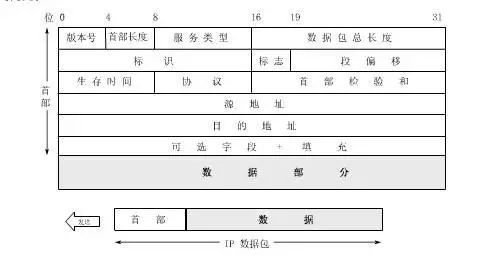 位 0 4 8 16 19 31
版本号 首部长度 服务类型 数据包总长度
标识 标志 段偏移
生存时间 协议 首部检验和
首部
源地址
目的地址
可选字段 + 填充
数据部分
发送 首部 数据
IP 数据包